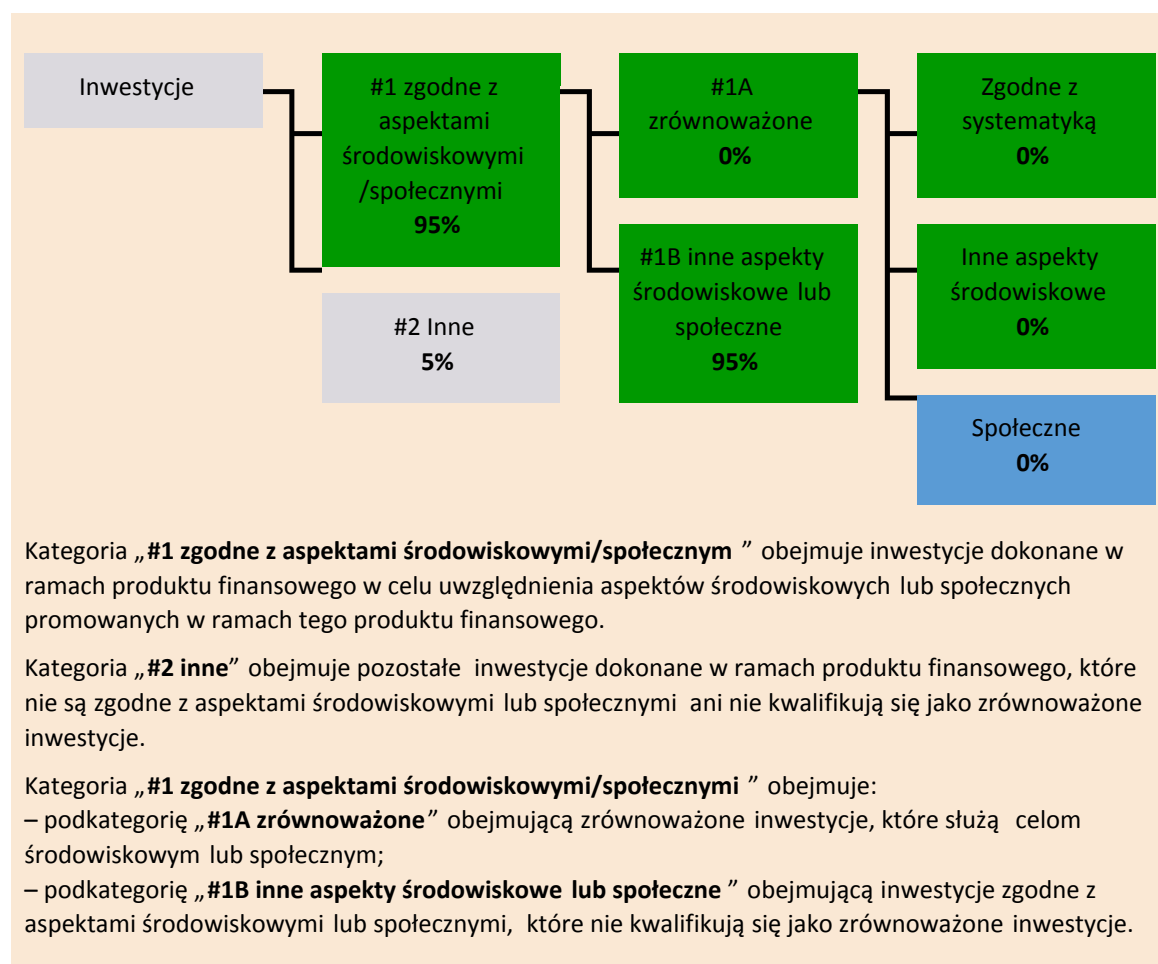 Inwestycje
#1 zgodne z
aspektami
środowiskowymi
/społecznymi
95%
#2 Inne
5%
#1A
zrównoważone
0%
#1B inne aspekty
środowiskowe lub
społeczne
95%
Zgodne z
systematyką
0%
Inne aspekty
środowiskowe
0%
Społeczne
0%
Kategoria „#1 zgodne z aspektami środowiskowymi/społecznym ” obejmuje inwestycje dokonane w
ramach produktu finansowego w celu uwzględnienia aspektów środowiskowych lub społecznych
promowanych w ramach tego produktu finansowego.
Kategoria „#2 inne” obejmuje pozostałe inwestycje dokonane w ramach produktu finansowego, które
nie są zgodne z aspektami środowiskowymi lub społecznymi ani nie kwalifikują się jako zrównoważone
inwestycje.
Kategoria „#1 zgodne z aspektami środowiskowymi/społecznymi ” obejmuje:
– podkategorię „#1A zrównoważone” obejmującą zrównoważone inwestycje, które służą celom
środowiskowym lub społecznym;
– podkategorię „#1B inne aspekty środowiskowe lub społeczne ” obejmującą inwestycje zgodne z
aspektami środowiskowymi lub społecznymi, które nie kwalifikują się jako zrównoważone inwestycje.